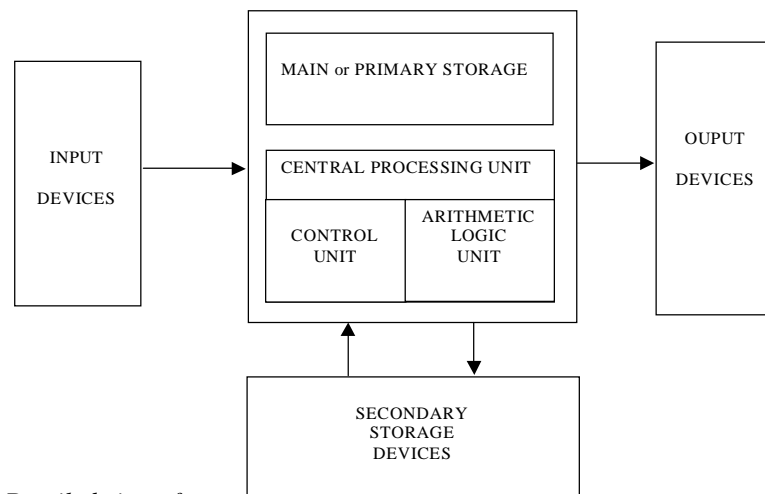 MAIN or PRIMARY STORAGE
INPUT
DEVICES
CENTRAL PROCESSING UNIT
CONTROL
UNIT
ARITHMETIC
LOGIC
UNIT
OUPUT
DEVICES
SECONDARY
STORAGE
DEVICES